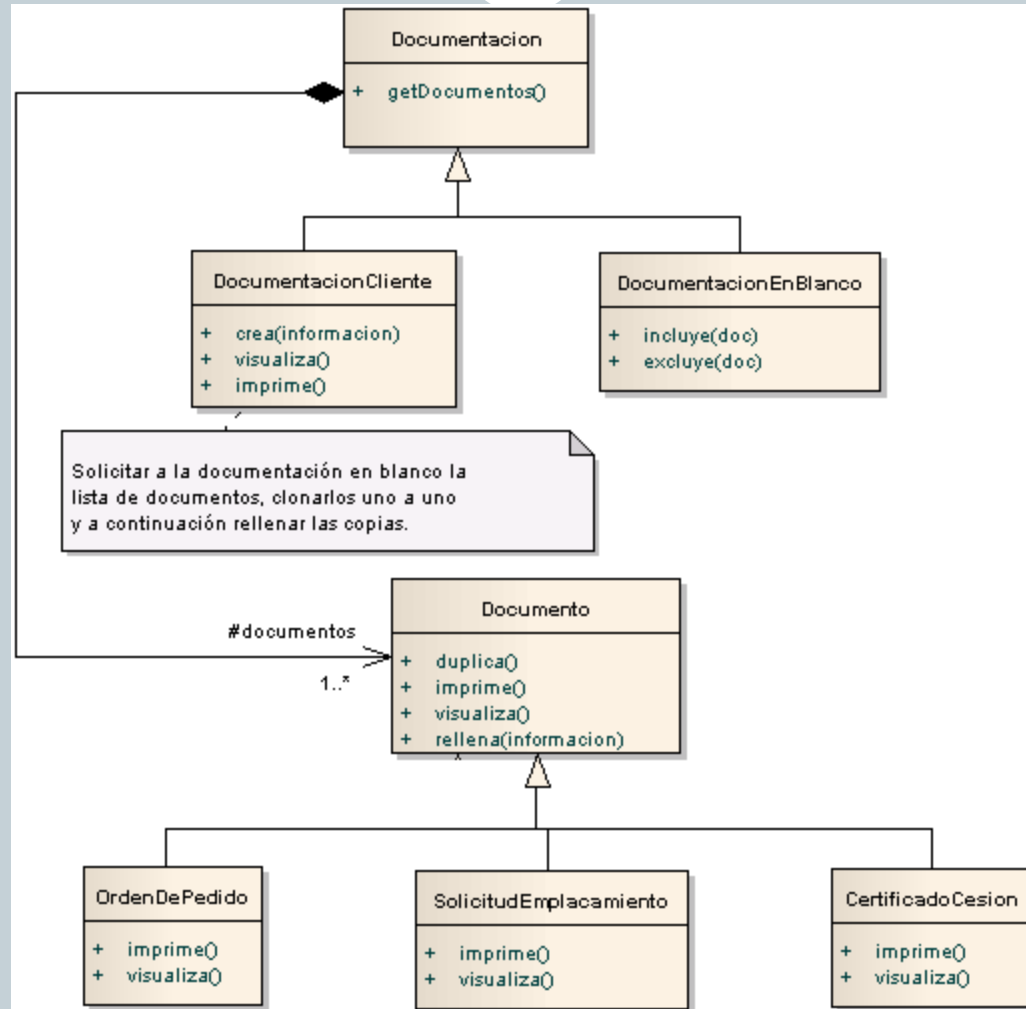 Documentacion
+ getDocumentos()
DocumentacionCliente
+ crea(informacion)
+ visualiza()
+ imprime()
DocumentacionEnBlanco
+ incluye(doc)
+ excluye(doc)
Solicitar a la documentación en blanco la
lista de documentos, clonarlos uno a uno
y a continuación rellenar las copias.
#documentos
1..*
Documento
+ duplica()
+ imprime()
+ visualiza()
+ rellena(informacion)
OrdenDePedido
+ imprime()
+ visualiza()
SolicitudEmplacamiento
+ imprime()
+ visualiza()
CertificadoCesion
+ imprime()
+ visualiza()